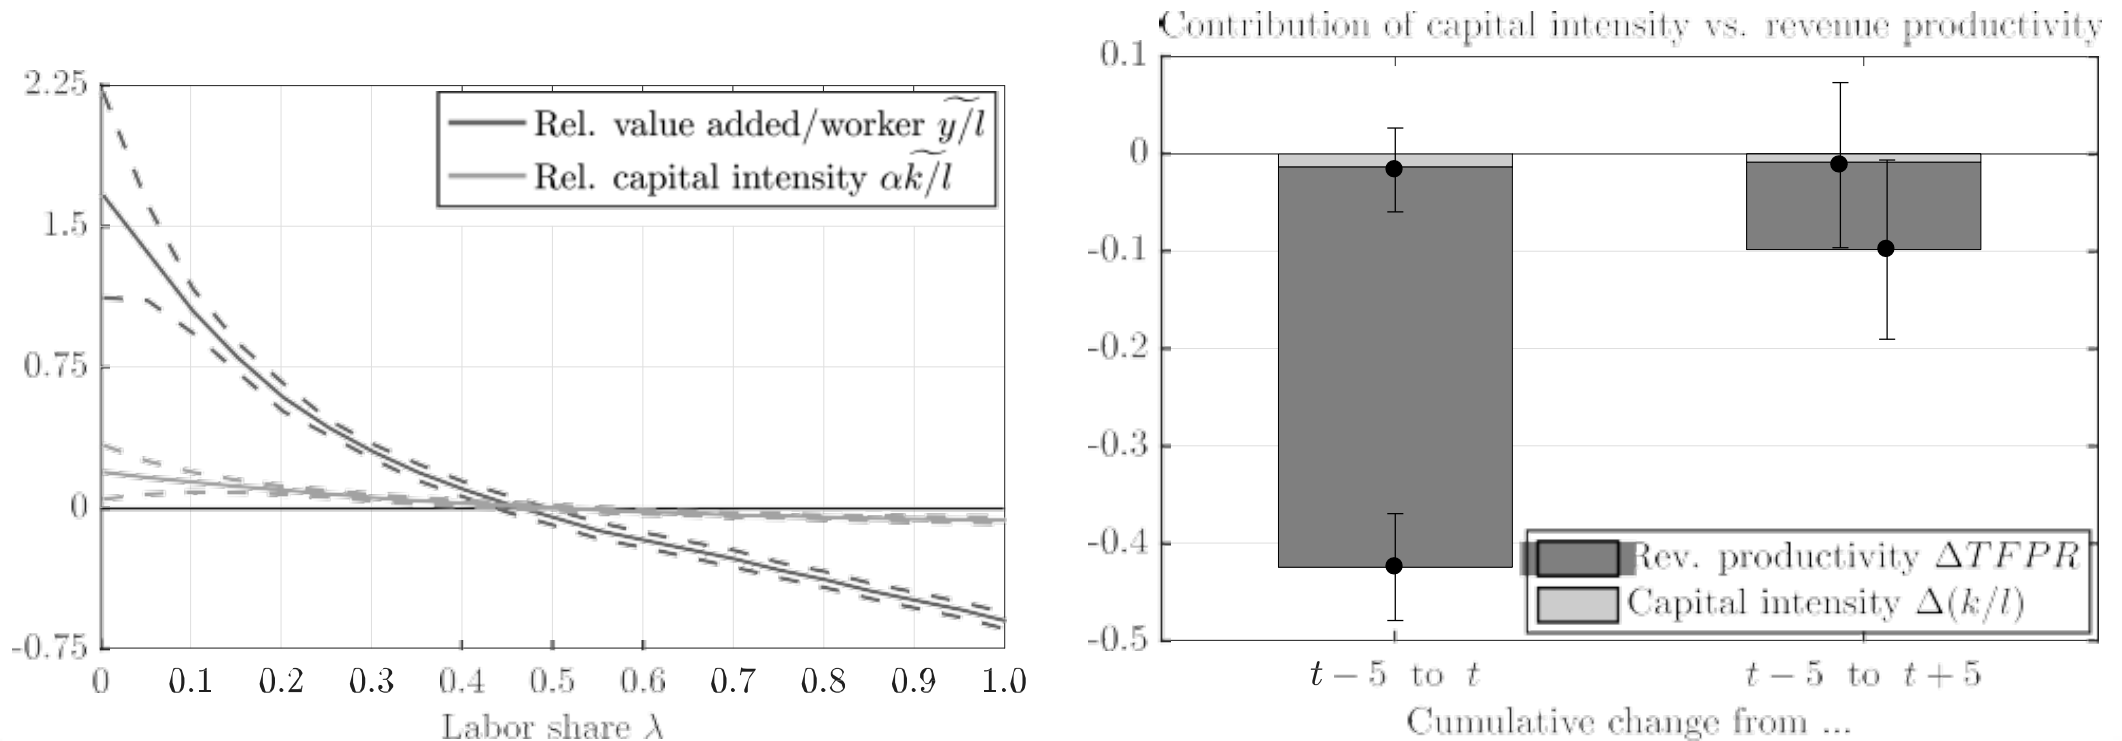 2.25
1.5
0.75
0
-0.75
Rel. value added/worker y/l
Rel. capital intensity αk/l
0 0.1 0.2 0.3 0.4 0.5 0.6 0.7 0.8 0.9 1.0
Labor share λ
Contribution of capital intensity vs. revenue productivity
0.1
0
-0.1
-0.2
-0.3
-0.4
-0.5
Rev. productivity ΔTFPR
Capital intensity Δ(k/l)
t − 5 to t t − 5 to t + 5
Cumulative change from ...